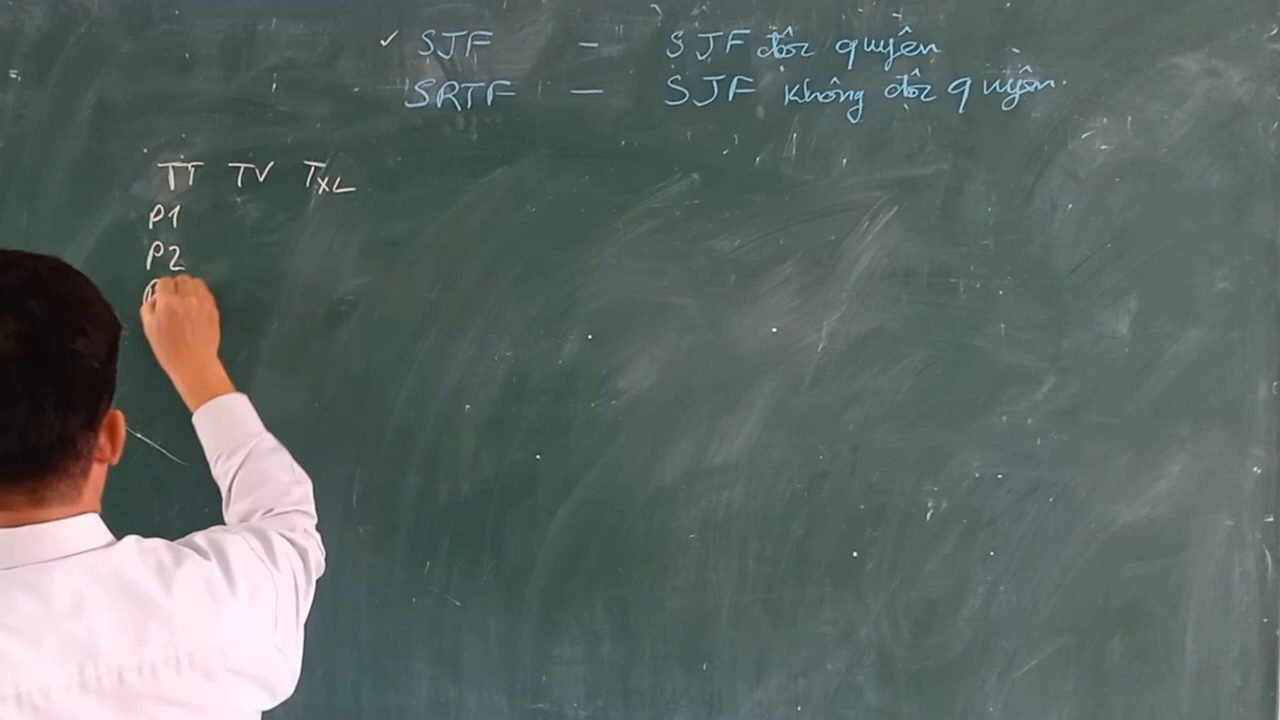 ✓ SJF - SJF độc quyền
SRTF - SJF không độc quyền.
TT TV TXL
P1
P2